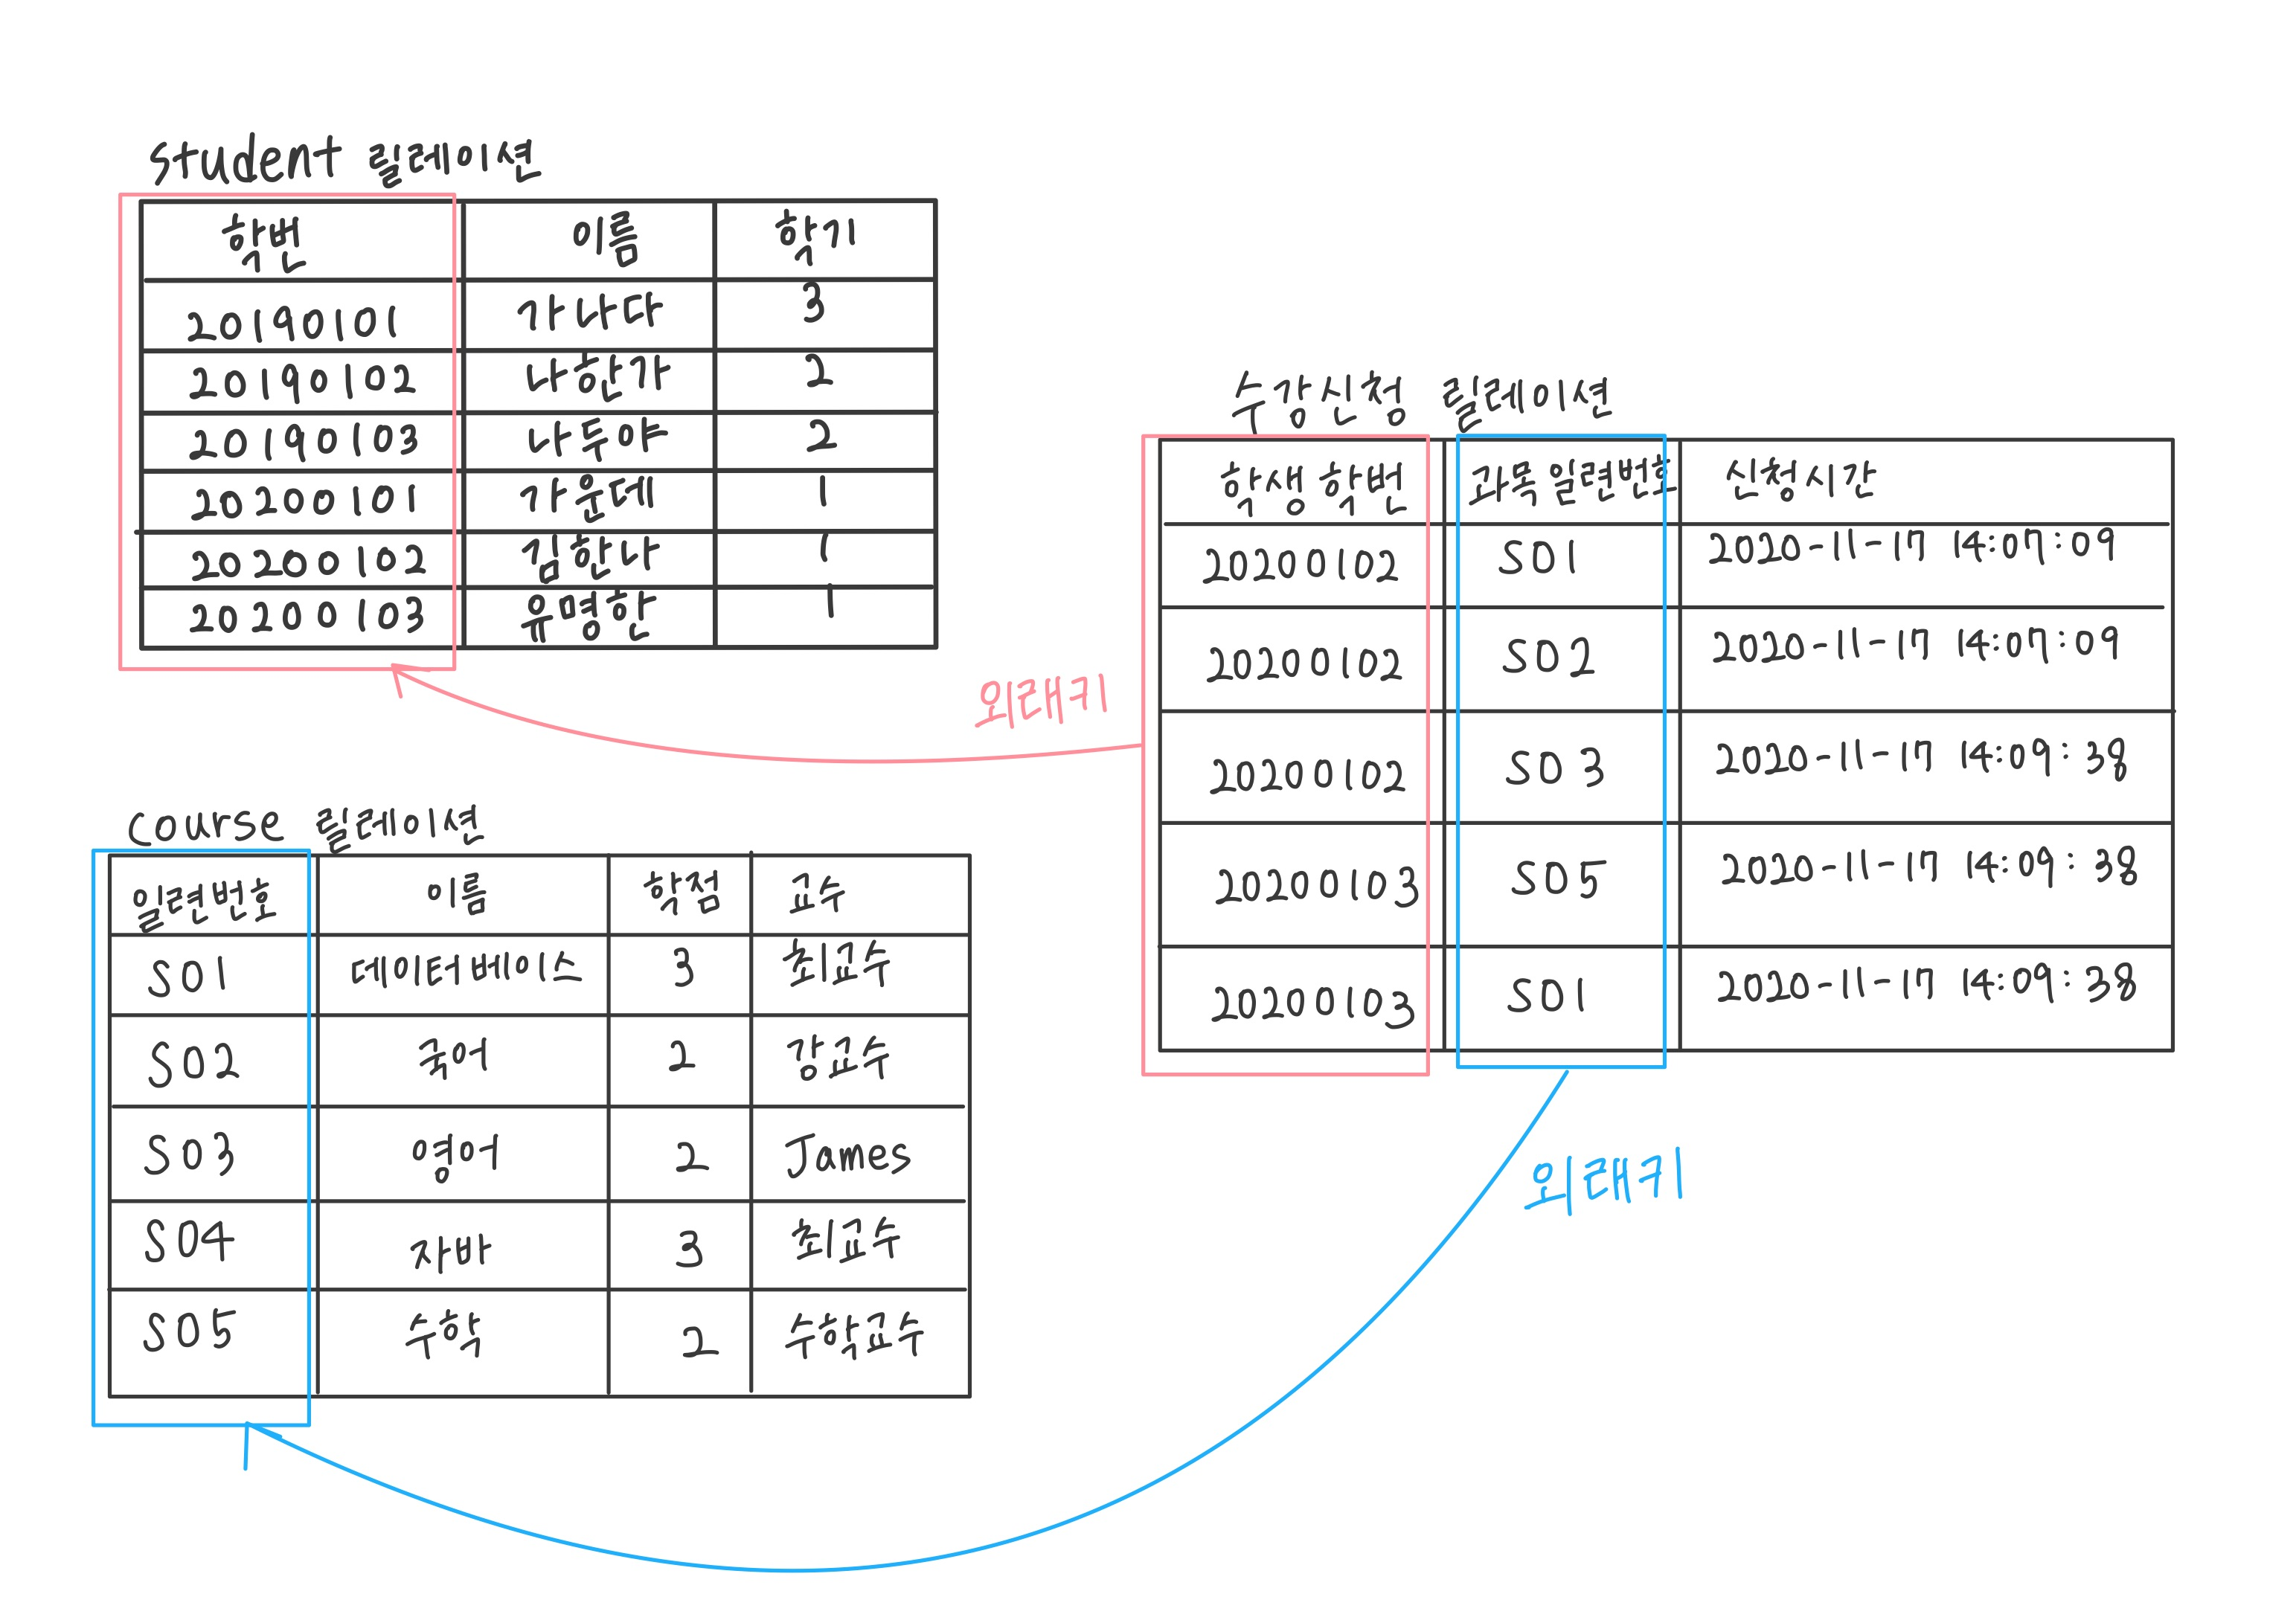 Student 릴레이션
학번 이름 학기
20190101 가나다 3
20190102 나한가 2
20190103 나두야 2
20200101 가운데 1
20200102 김한나 1
20200103 유명한 1
외래키
수강신청 릴레이션
학생 학번 과목 일련번호 신청시간
20200102 S01 2020-11-17 14:07:09
20200102 S02 2020-11-17 14:07:09
20200102 S03 2020-11-17 14:09:38
20200103 S05 2020-11-17 14:09:38
20200103 S01 2020-11-17 14:09:38
외래키
Course 릴레이션
일련번호 이름 학점 교수
S01 데이터베이스 3 최교수
S02 국어 2 감교수
S03 영어 2 James
S04 자바 3 최교수
S05 수학 2 수학교수